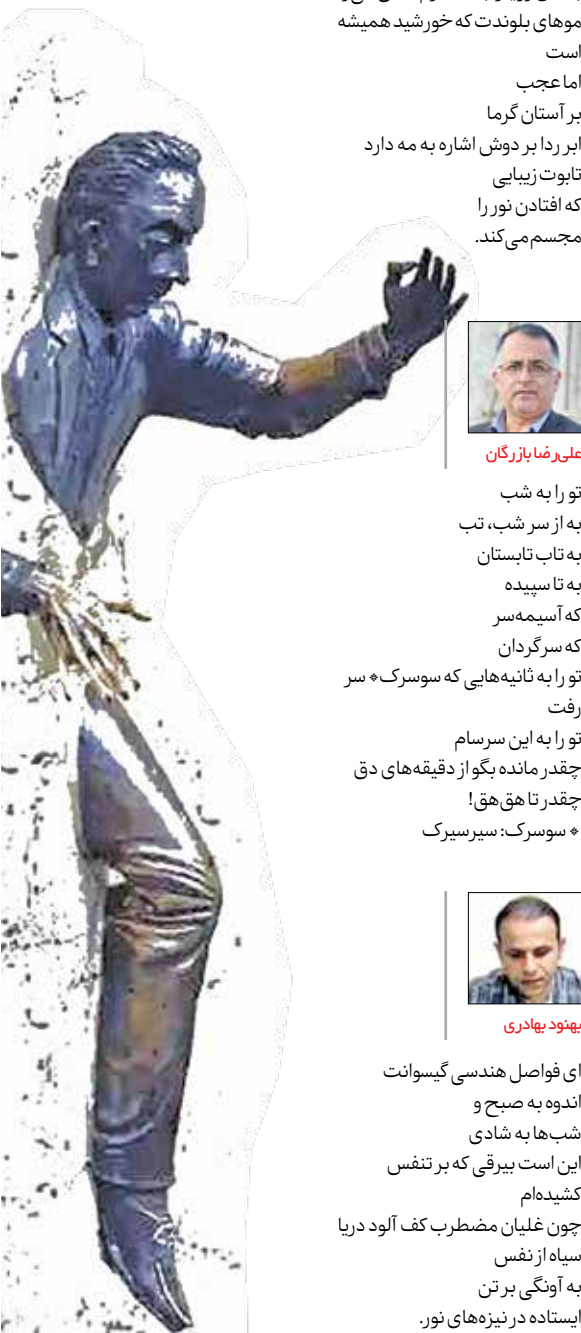 موهای بلوندت که خورشید همیشه
است
اما عجب
بر آستان گرما
ابر ردا بر دوش اشاره به مه دارد
تابوت زیبایی
که افتادن نور را
مجسم می‌کند.
علی‌رضا بازرگان
تو را به شب
به از سر شب، تب
به تاب تابستان
به تا سپیده
که آسیمه‌سر
که سرگردان
تو را به ثانیه‌هایی که سوسرک* سر
رفت
تو را به این سرسام
چقدر مانده بگو از دقیقه‌های دق
چقدر تا هق‌هق!
* سوسرک: سیرسیرک
بهنود بهادری
ای فواصل هندسی گیسوانت
اندوه به صبح و
شب‌ها به شادی
این است بیرقی که بر تنفس
کشیده‌ام
چون غلیان مضطرب کف آلود دریا
سیاه از نفس
به آونگی بر تن
ایستاده در نیزه‌های نور.